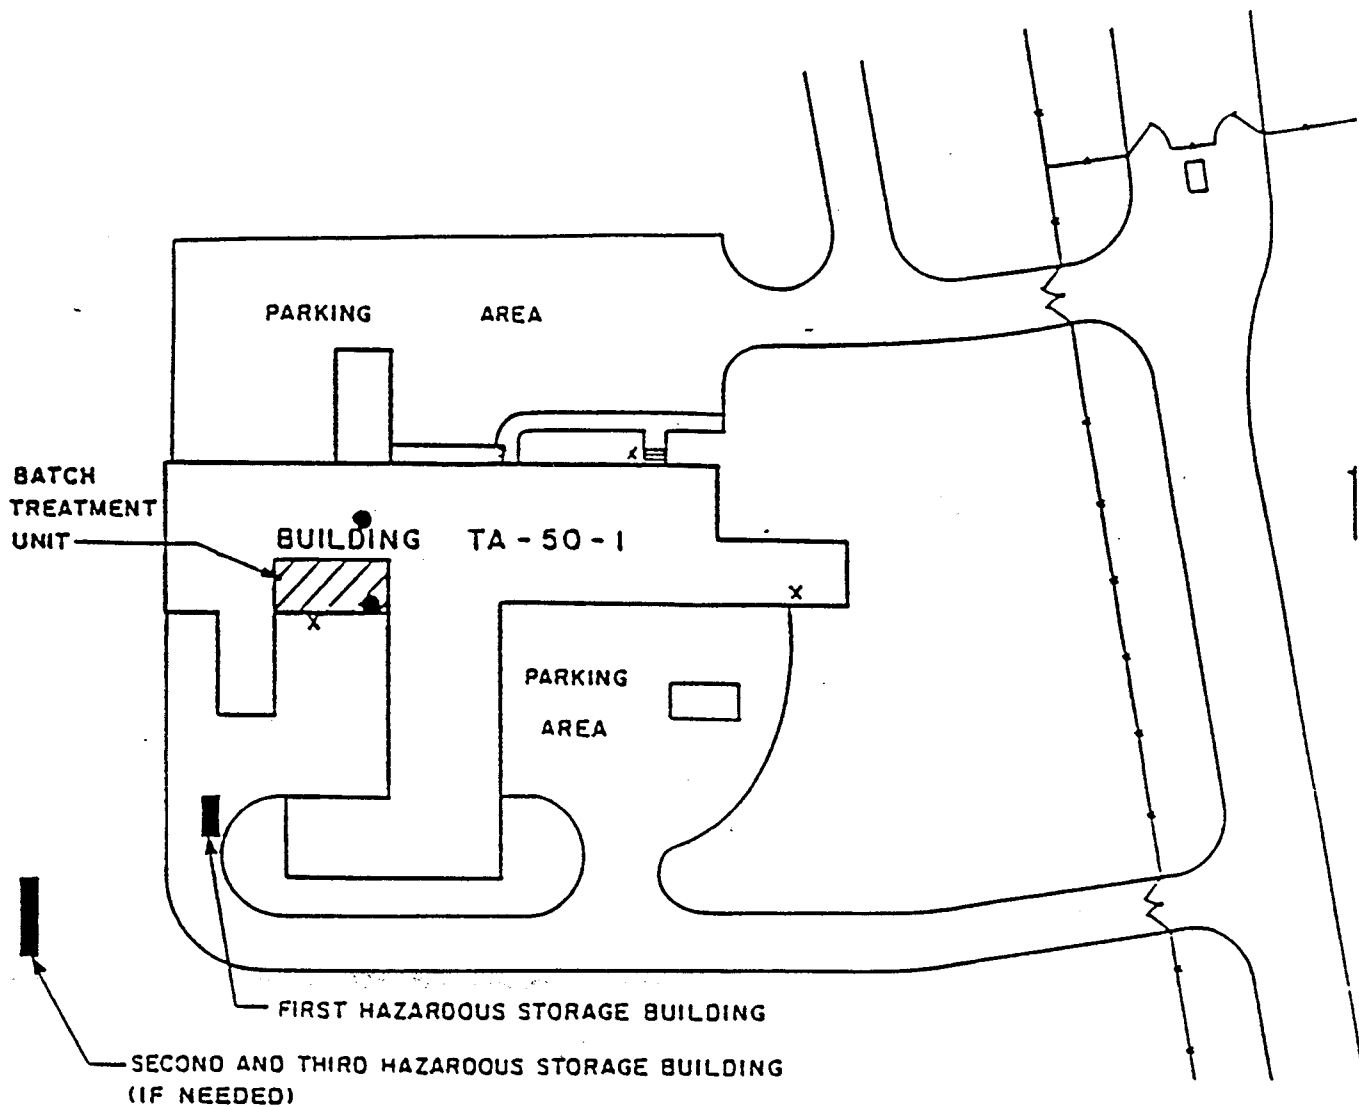 PARKING AREA
BATCH
TREATMENT
UNIT
BUILDING TA-50-1
X
X
X
PARKING
AREA
FIRST HAZARDOUS STORAGE BUILDING
SECOND AND THIRD HAZARDOUS STORAGE BUILDING
(IF NEEDED)